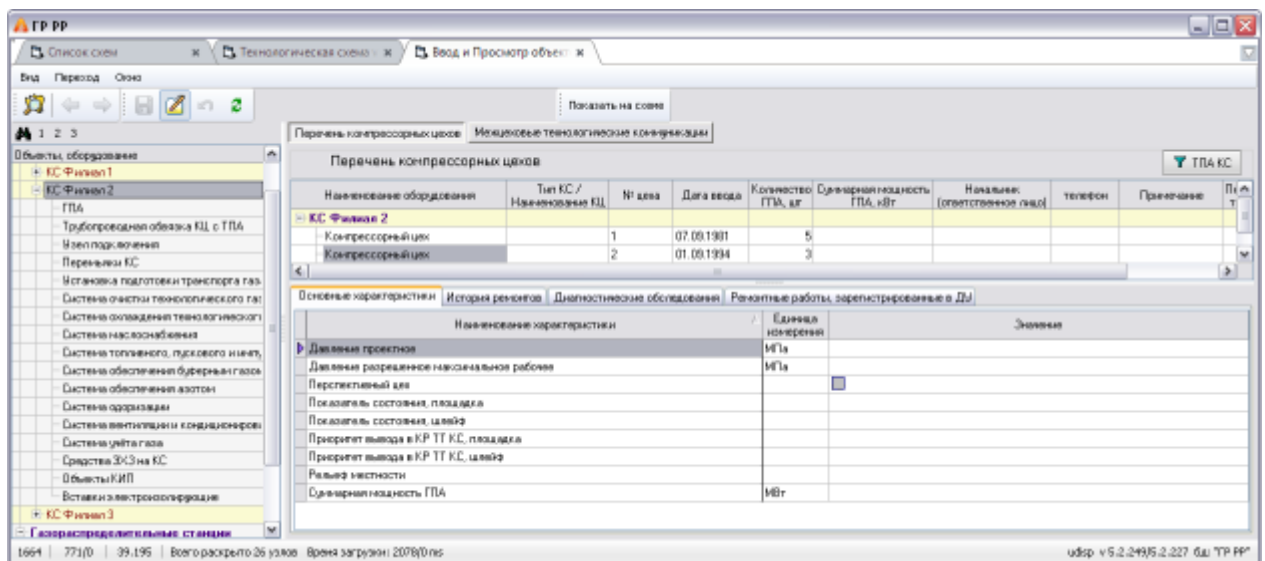 ГР РР
Список схем
Технологическая схема
Ввод и Просмотр объект
Вид Переход Окно
Показать на схеме
1 2 3
Перечень компрессорных цехов Межцеховые технологические коммуникации
Объекты, оборудование
КС Филиал 1
КС Филиал 2
ГПА
Трубопроводная обвязка КЦ с ГПА
Узел подключения
Перемычки КС
Установка подготовки транспорта газ
Система очистки технологического газ
Система охлаждения технологического
Система маслоснабжения
Система топливного, пускового и импу
Система обеспечения буферным газом
Система обеспечения азотом
Система одоризации
Система вентиляции и кондициониров
Система учёта газа
Средства ЭХЗ на КС
Объекты КИП
Вставки электроизолирующие
КС Филиал 3
Газораспределительные станции
Перечень компрессорных цехов
ТПА КС
Наименование оборудования
Тип КС / Наименование КЦ
№ цеха
Дата ввода
Количество ГПА, шт
Суммарная мощность ГПА, кВт
Начальник (ответственное лицо)
телефон
Примечание
КС Филиал 2
Компрессорный цех 1 07.09.1981 5
Компрессорный цех 2 01.09.1994 3
Основные характеристики История ремонтов Диагностические обследования Ремонтные работы, зарегистрированные в ДУ
Наименование характеристики
Единица измерения
Значение
Давление проектное МПа
Давление разрешенное максимальное рабочее МПа
Перспективный цех
Показатель состояния, площадка
Показатель состояния, шлейф
Приоритет вывода в КР ТТ КС, площадка
Приоритет вывода в КР ТТ КС, шлейф
Рельеф местности
Суммарная мощность ГПА МВт
1664 771/0 39.195 Всего раскрыто 26 узлов Время загрузки: 2078/0 ms
udisp v 5.2.249/5.2.227 бд: "ГР РР"